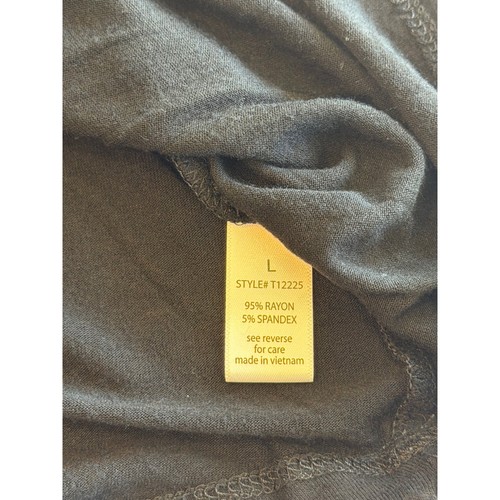 L
STYLE# T12225
95% RAYON
5% SPANDEX
see reverse
for care
made in vietnam